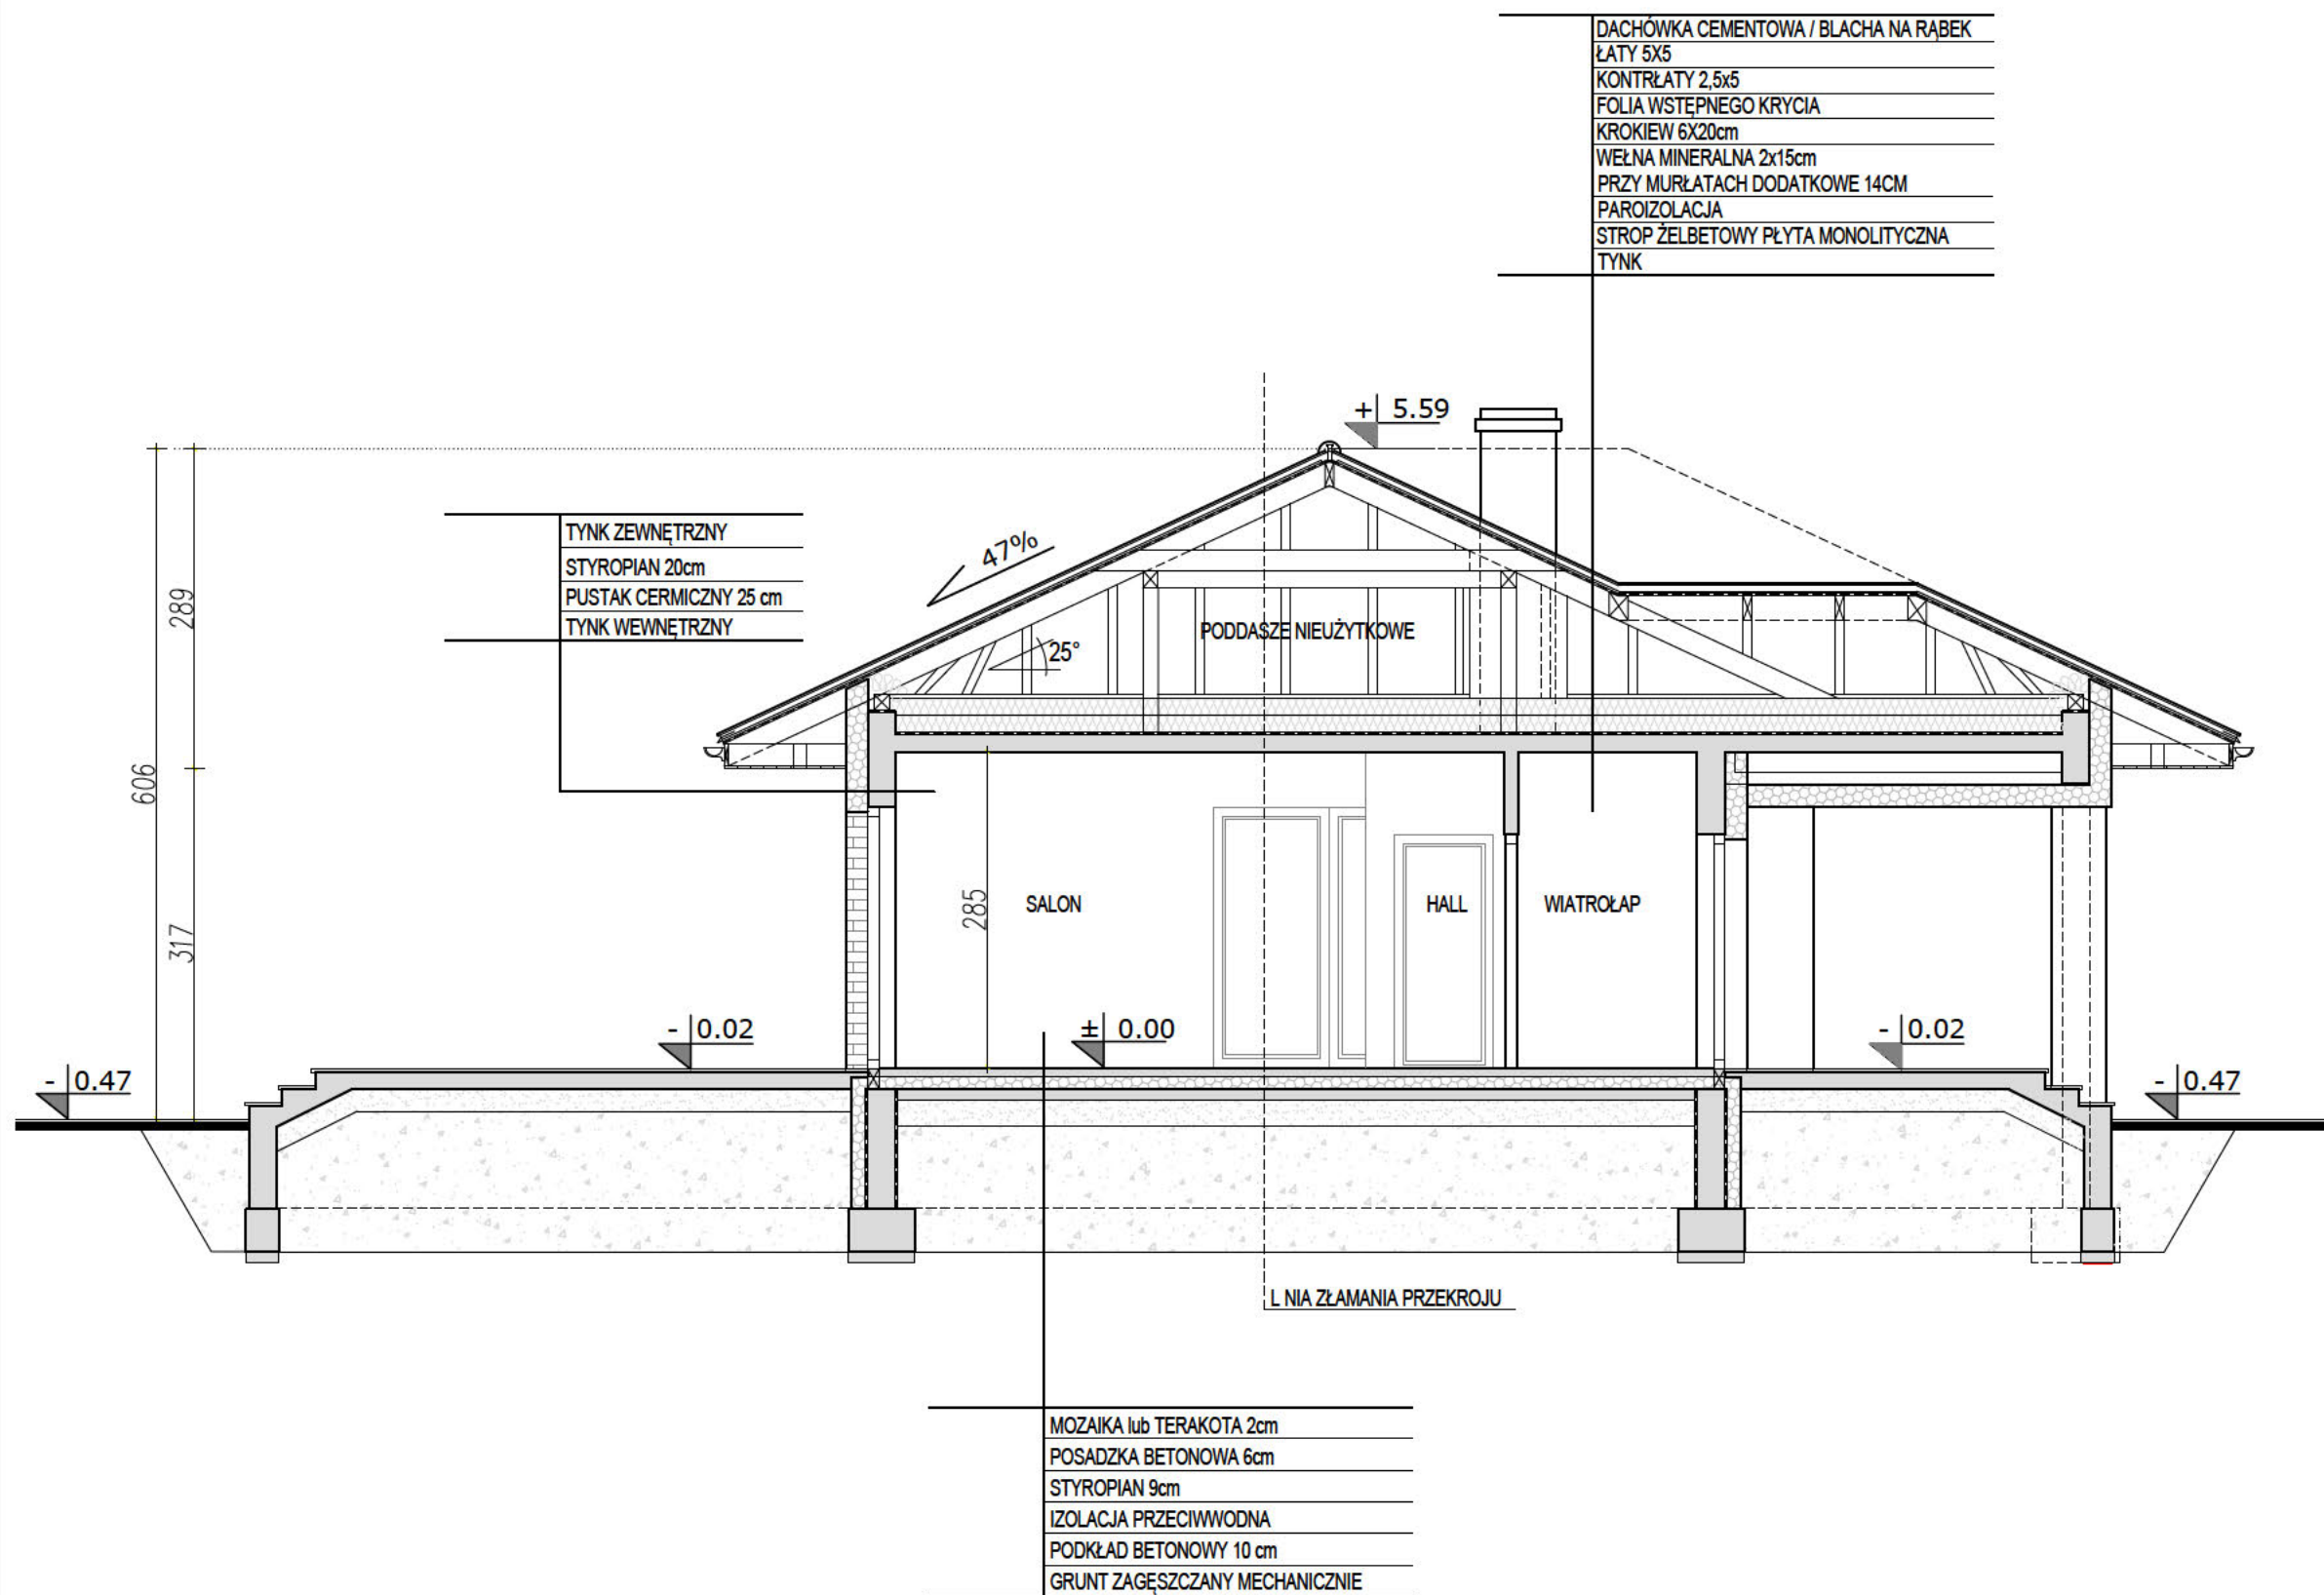 DACHÓWKA CEMENTOWA / BLACHA NA RĄBEK
ŁATY 5X5
KONTRŁATY 2,5x5
FOLIA WSTĘPNEGO KRYCIA
KROKIEW 6X20cm
WEŁNA MINERALNA 2x15cm
PRZY MURŁATACH DODATKOWE 14CM
PAROIZOLACJA
STROP ŻELBETOWY PŁYTA MONOLITYCZNA
TYNK
+ 5.59
TYNK ZEWNĘTRZNY
STYROPIAN 20cm
PUSTAK CERMICZNY 25 cm
TYNK WEWNĘTRZNY
47%
25°
PODDASZE NIEUŻYTKOWE
289
606
317
285
SALON
HALL
WIATROŁAP
- 0.47
- 0.02
± 0.00
- 0.02
- 0.47
L NIA ZŁAMANIA PRZEKROJU
MOZAIKA lub TERAKOTA 2cm
POSADZKA BETONOWA 6cm
STYROPIAN 9cm
IZOLACJA PRZECIWWODNA
PODKŁAD BETONOWY 10 cm
GRUNT ZAGĘSZCZANY MECHANICZNIE